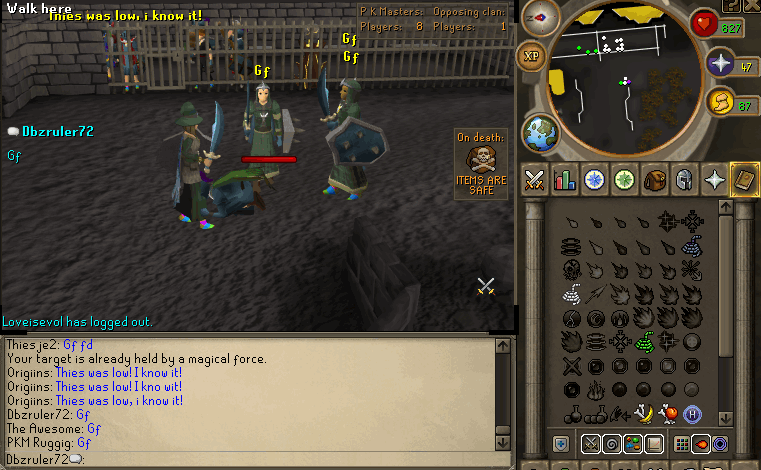 Walk here
Thies was low, i know it!
Pk Masters: Opposing clan:
Players: 8 Players: 1
Gf
Gf
Gf
Dbzruler72
Gf
On death:
ITEMS ARE
SAFE
Loveisevol has logged out.
Thies je2: Gf fd
Your target is already held by a magical force.
Origiins: Thies was low! I know it!
Origiins: Thies was low! I kno wit!
Origiins: Thies was low, i know it!
Dbzruler72: Gf
The Awesome: Gf
PKM Ruggig: Gf
Dbzruler72:
?
X
627
XP
47
87
H